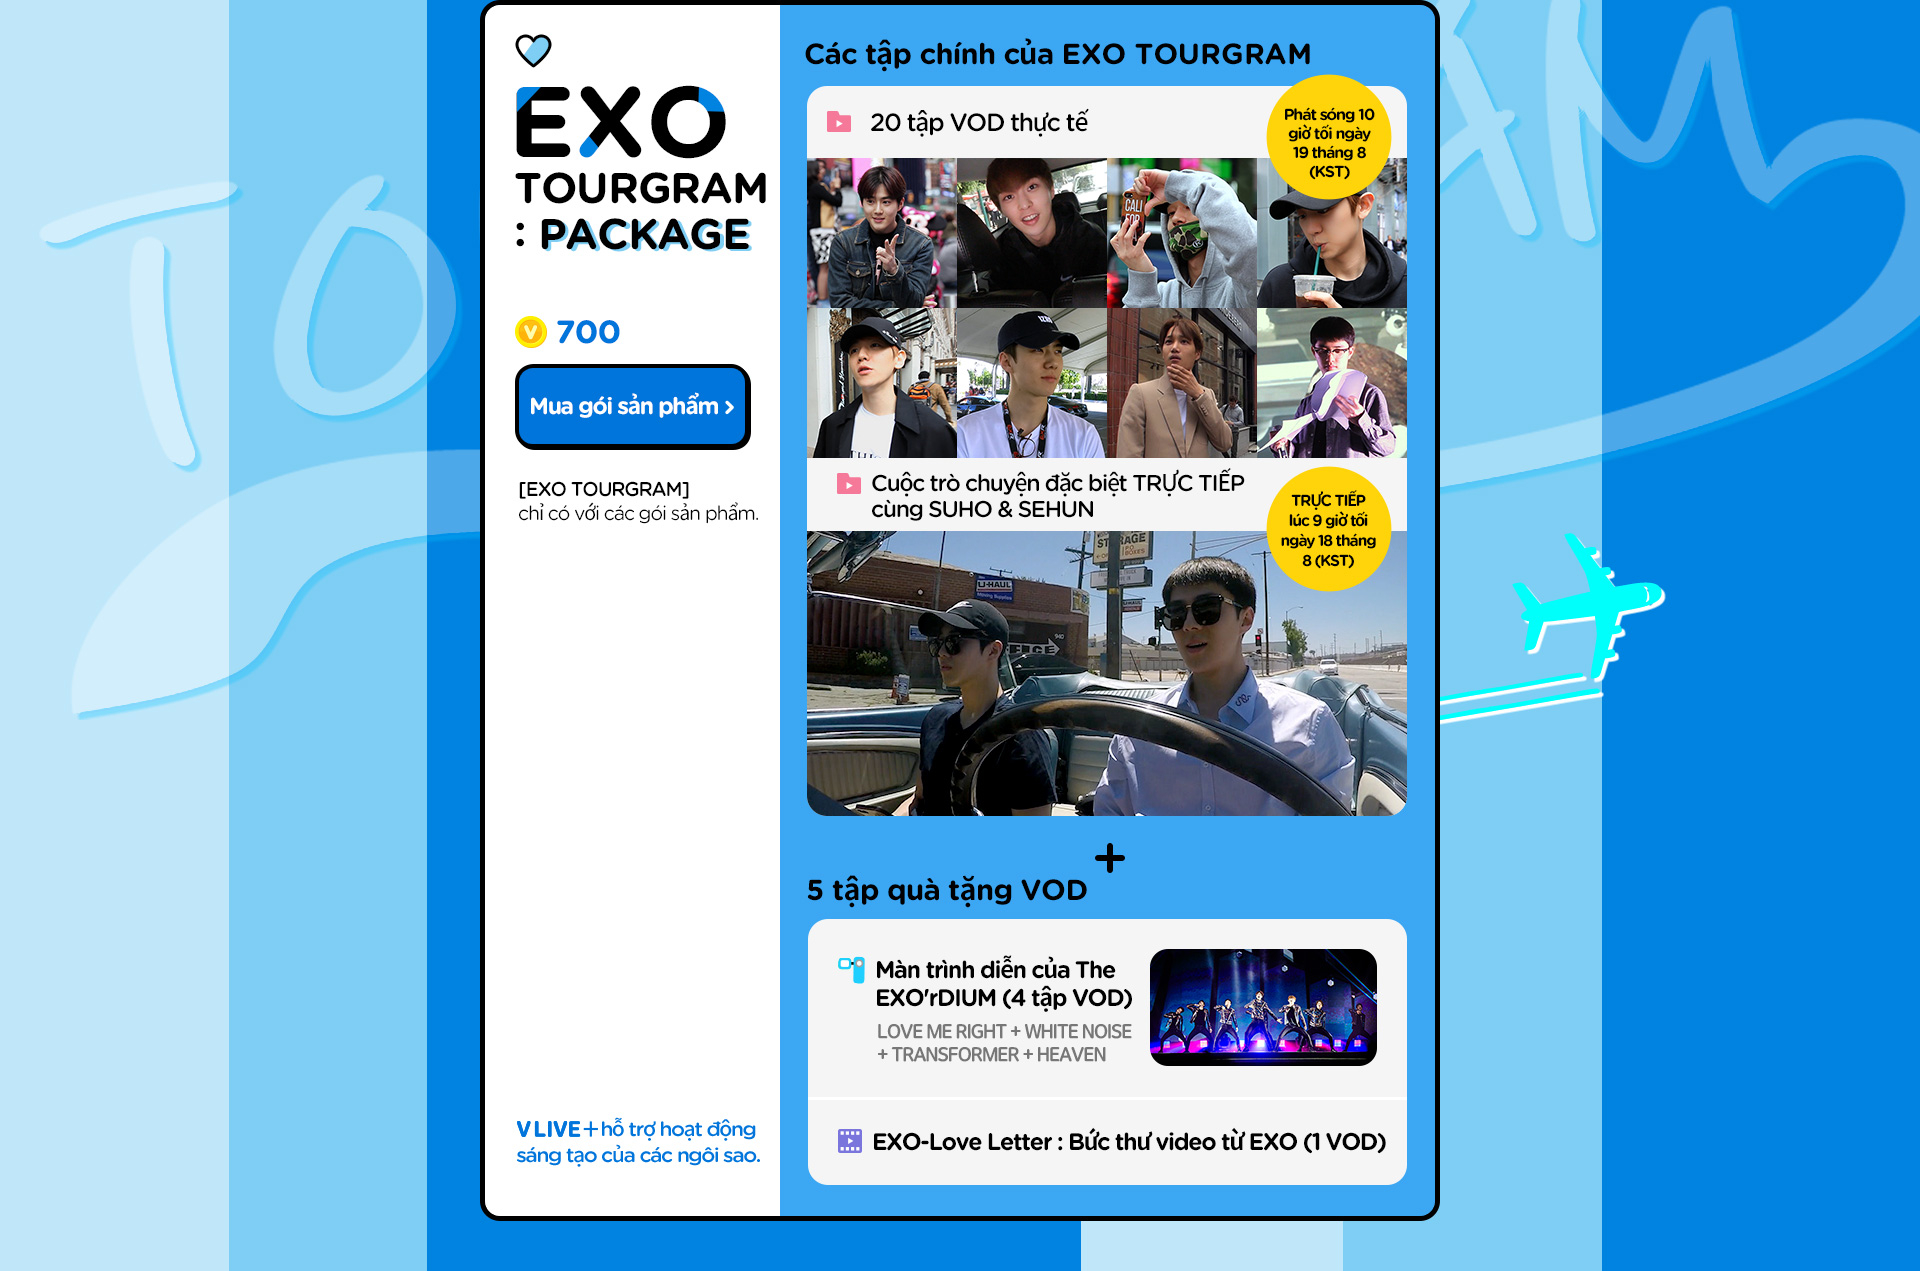 EXO
TOURGRAM
: PACKAGE
V 700
Mua gói sản phẩm ›
[EXO TOURGRAM]
chỉ có với các gói sản phẩm.
V LIVE+ hỗ trợ hoạt động
sáng tạo của các ngôi sao.
Các tập chính của EXO TOURGRAM
20 tập VOD thực tế
Phát sóng 10
giờ tối ngày
19 tháng 8
(KST)
CALI
FOR
Cuộc trò chuyện đặc biệt TRỰC TIẾP
cùng SUHO & SEHUN
TRỰC TIẾP
lúc 9 giờ tối
ngày 18 tháng
8 (KST)
U-HAUL
+
5 tập quà tặng VOD
Màn trình diễn của The
EXO'rDIUM (4 tập VOD)
LOVE ME RIGHT + WHITE NOISE
+ TRANSFORMER + HEAVEN
EXO-Love Letter : Bức thư video từ EXO (1 VOD)